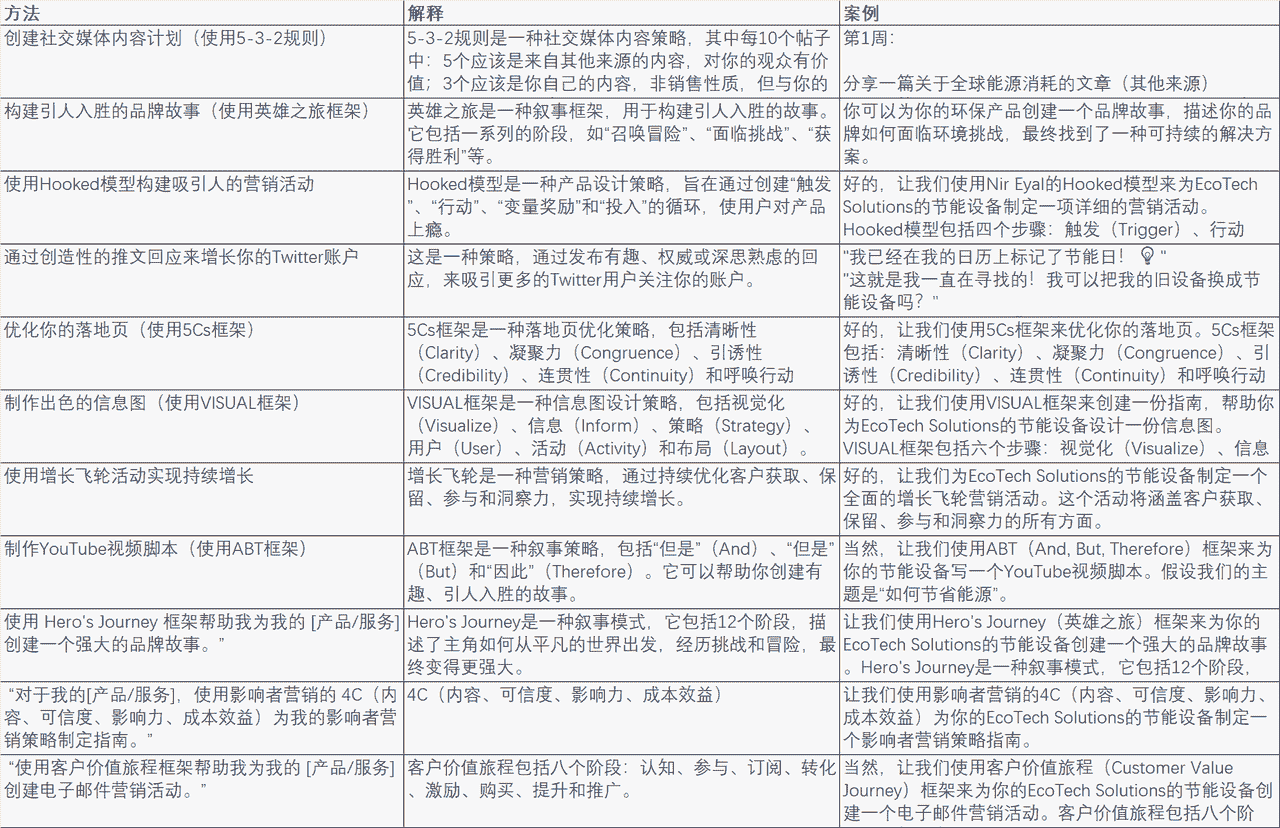 方法
解释
案例
创建社交媒体内容计划（使用5-3-2规则）
5-3-2规则是一种社交媒体内容策略，其中每10个帖子
中：5个应该是来自其他来源的内容，对你的观众有价
值；3个应该是你自己的内容，非销售性质，但与你的
第1周：
分享一篇关于全球能源消耗的文章（其他来源）
构建引人入胜的品牌故事（使用英雄之旅框架）
英雄之旅是一种叙事框架，用于构建引人入胜的故事。
它包括一系列的阶段，如“召唤冒险”、“面临挑战”、“获
得胜利”等。
你可以为你的环保产品创建一个品牌故事，描述你的品
牌如何面临环境挑战，最终找到了一种可持续的解决方
案。
使用Hooked模型构建吸引人的营销活动
Hooked模型是一种产品设计策略，旨在通过创建“触发
”、“行动”、“变量奖励”和“投入”的循环，使用户对产品
上瘾。
好的，让我们使用Nir Eyal的Hooked模型来为EcoTech
Solutions的节能设备制定一项详细的营销活动。
Hooked模型包括四个步骤：触发（Trigger）、行动
通过创造性的推文回应来增长你的Twitter账户
这是一种策略，通过发布有趣、权威或深思熟虑的回
应，来吸引更多的Twitter用户关注你的账户。
"我已经在我的日历上标记了节能日！💡"
"这就是我一直在寻找的！我可以把我的旧设备换成节
能设备吗？"
优化你的落地页（使用5Cs框架）
5Cs框架是一种落地页优化策略，包括清晰性
（Clarity）、凝聚力（Congruence）、引诱性
（Credibility）、连贯性（Continuity）和呼唤行动
好的，让我们使用5Cs框架来优化你的落地页。5Cs框架
包括：清晰性（Clarity）、凝聚力（Congruence）、引
诱性（Credibility）、连贯性（Continuity）和呼唤行动
制作出色的信息图（使用VISUAL框架）
VISUAL框架是一种信息图设计策略，包括视觉化
（Visualize）、信息（Inform）、策略（Strategy）、
用户（User）、活动（Activity）和布局（Layout）。
好的，让我们使用VISUAL框架来创建一份指南，帮助你
为EcoTech Solutions的节能设备设计一份信息图。
VISUAL框架包括六个步骤：视觉化（Visualize）、信息
使用增长飞轮活动实现持续增长
增长飞轮是一种营销策略，通过持续优化客户获取、保
留、参与和洞察力，实现持续增长。
好的，让我们为EcoTech Solutions的节能设备制定一个
全面的增长飞轮营销活动。这个活动将涵盖客户获取、
保留、参与和洞察力的所有方面。
制作YouTube视频脚本（使用ABT框架）
ABT框架是一种叙事策略，包括“但是”（And）、“但是”
（But）和“因此”（Therefore）。它可以帮助你创建有
趣、引人入胜的故事。
当然，让我们使用ABT（And, But, Therefore）框架来为
你的节能设备写一个YouTube视频脚本。假设我们的主
题是“如何节省能源”。
使用 Hero's Journey 框架帮助我为我的 [产品/服务]
创建一个强大的品牌故事。”
Hero's Journey是一种叙事模式，它包括12个阶段，描
述了主角如何从平凡的世界出发，经历挑战和冒险，最
终变得更强大。
让我们使用Hero's Journey（英雄之旅）框架来为你的
EcoTech Solutions的节能设备创建一个强大的品牌故事
。Hero's Journey是一种叙事模式，它包括12个阶段，
“对于我的[产品/服务]，使用影响者营销的 4C（内
容、可信度、影响力、成本效益）为我的影响者营
销策略制定指南。”
4C（内容、可信度、影响力、成本效益）
让我们使用影响者营销的4C（内容、可信度、影响力、
成本效益）为你的EcoTech Solutions的节能设备制定一
个影响者营销策略指南。
“使用客户价值旅程框架帮助我为我的 [产品/服务]
创建电子邮件营销活动。”
客户价值旅程包括八个阶段：认知、参与、订阅、转化
、激励、购买、提升和推广。
当然，让我们使用客户价值旅程（Customer Value
Journey）框架来为你的EcoTech Solutions的节能设备创
建一个电子邮件营销活动。客户价值旅程包括八个阶